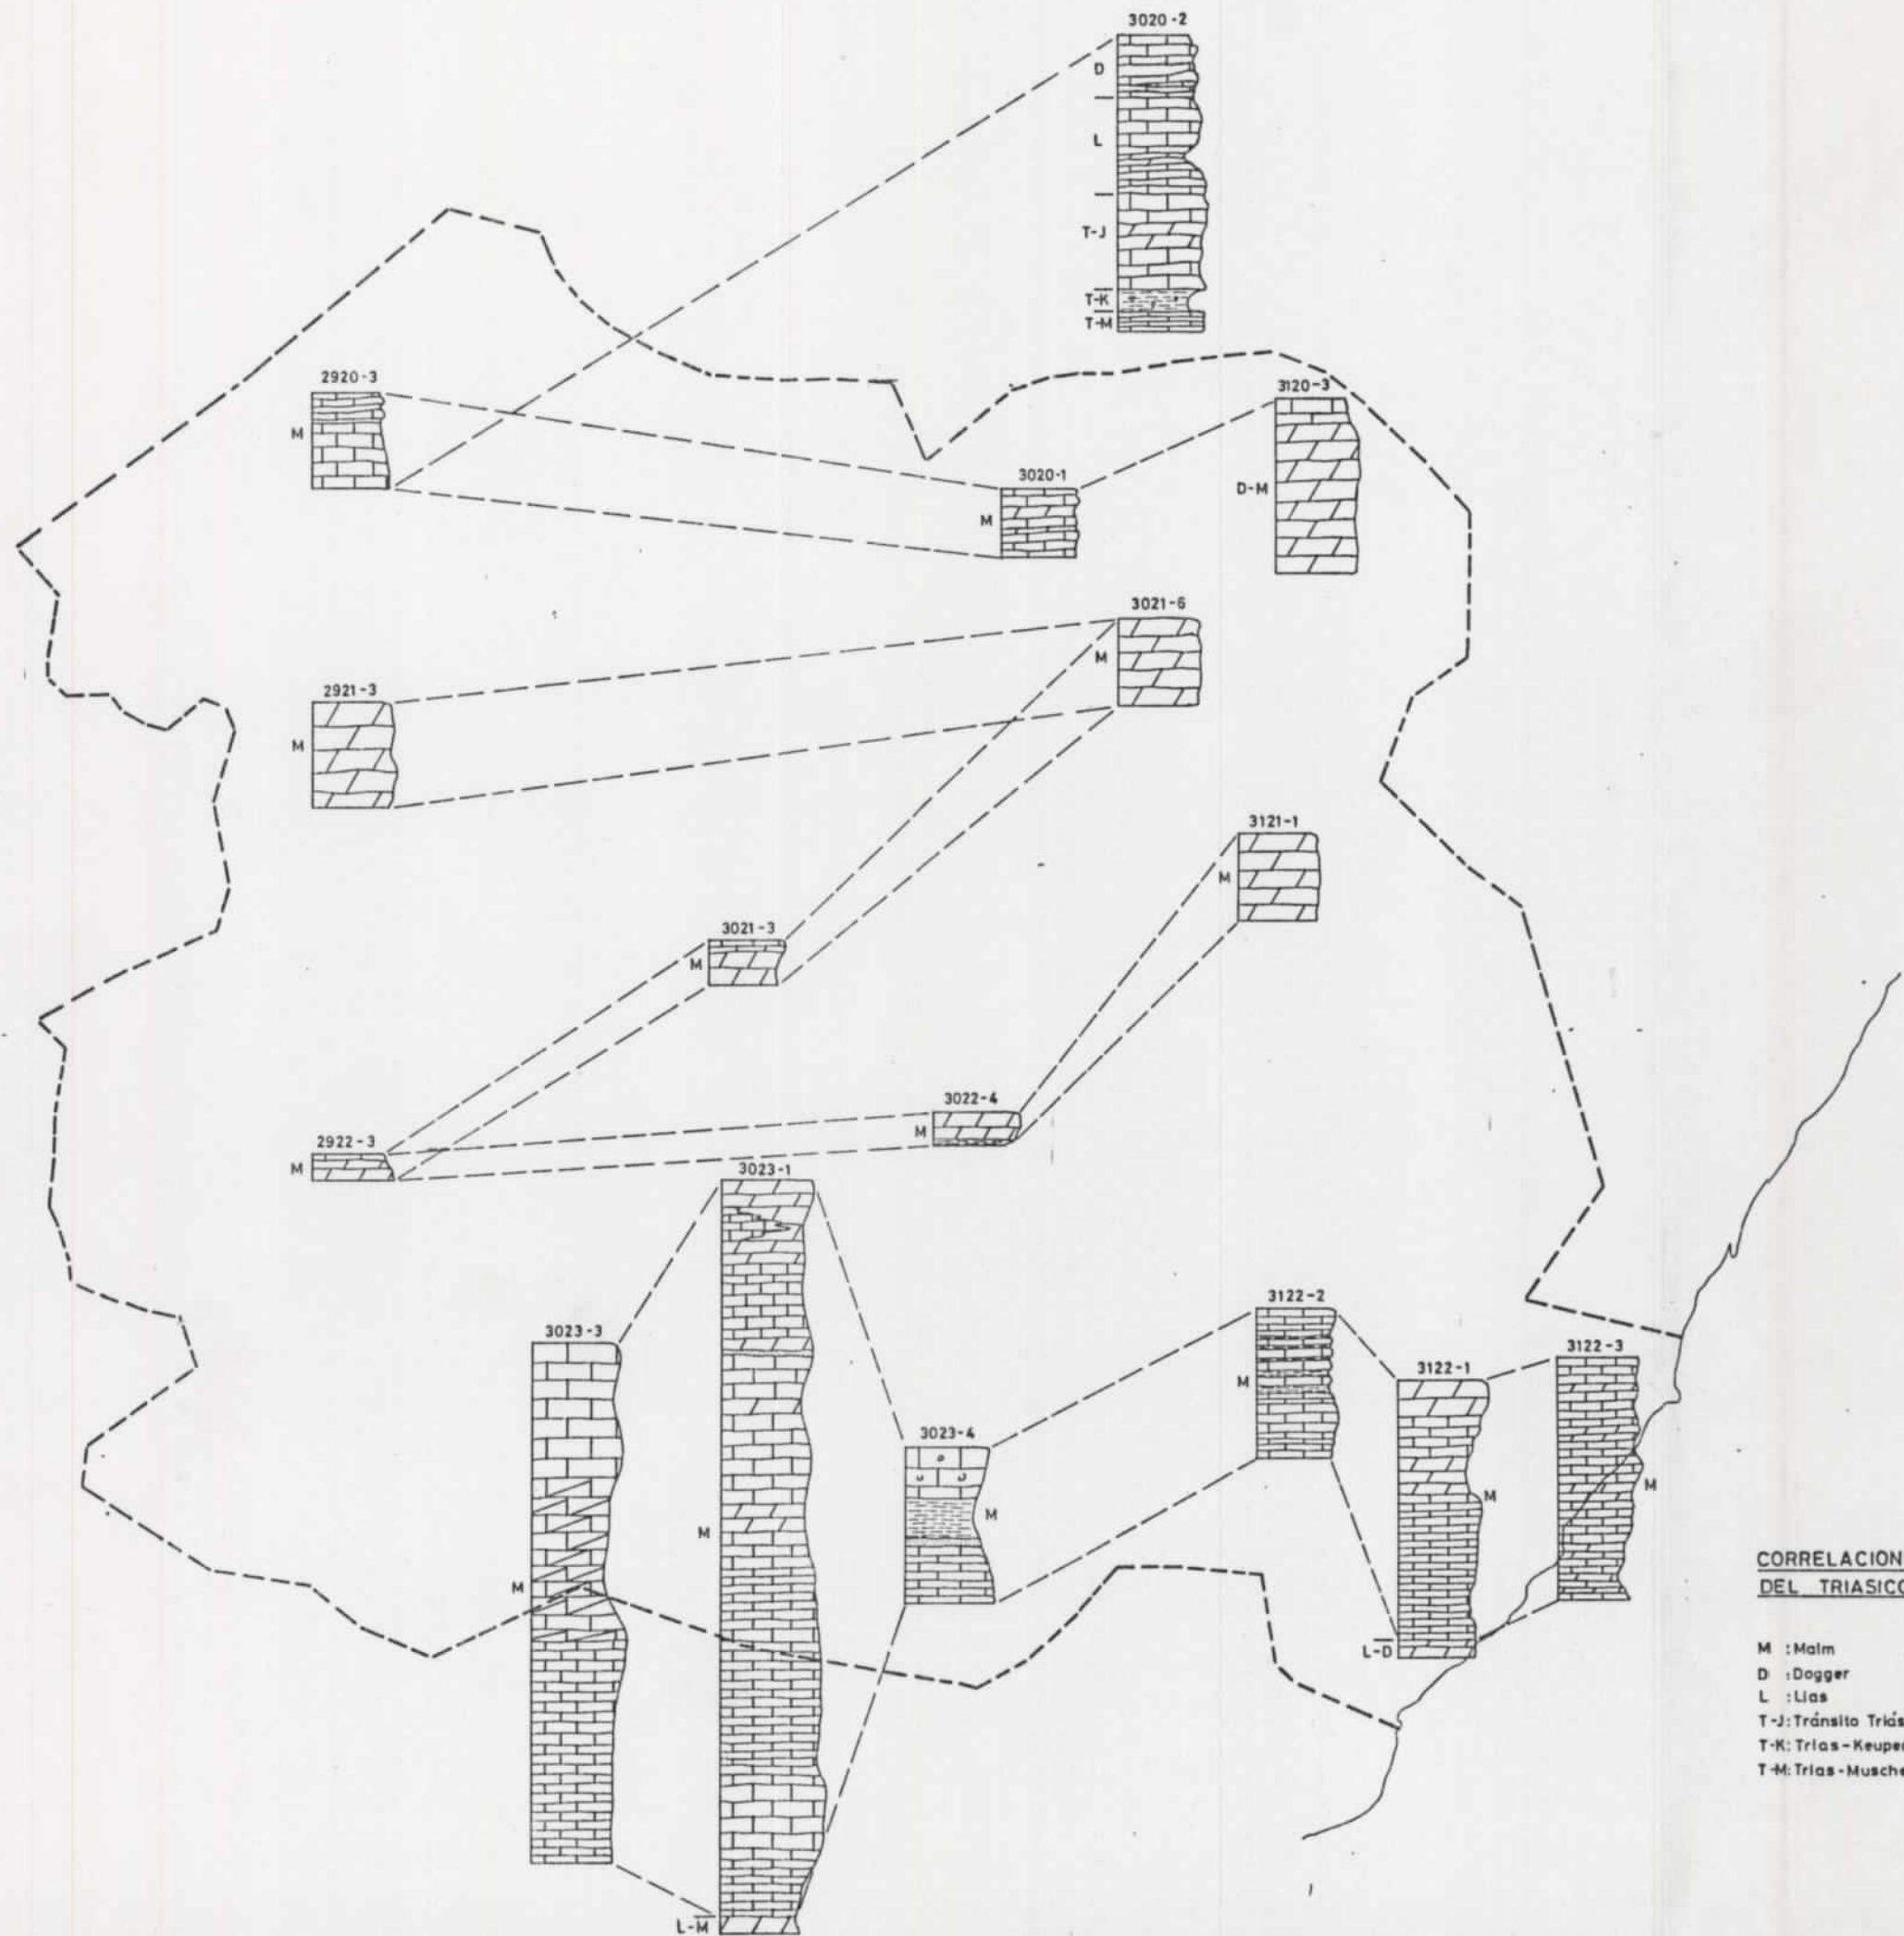 3020-2
D
L
T-J
T-K
T-M
2920-3
M
3120-3
D-M
3020-1
M
3021-6
M
2921-3
M
3121-1
M
3021-3
M
3022-4
M
2922-3
M
3023-1
M
L-M
3122-2
M
3023-3
M
3122-3
M
3122-1
M
L-D
3023-4
M
CORRELACION
DEL TRIASICO
M : Malm
D : Dogger
L : Lias
T-J: Tránsito Triás
T-K: Trias-Keuper
T-M: Trias-Musche